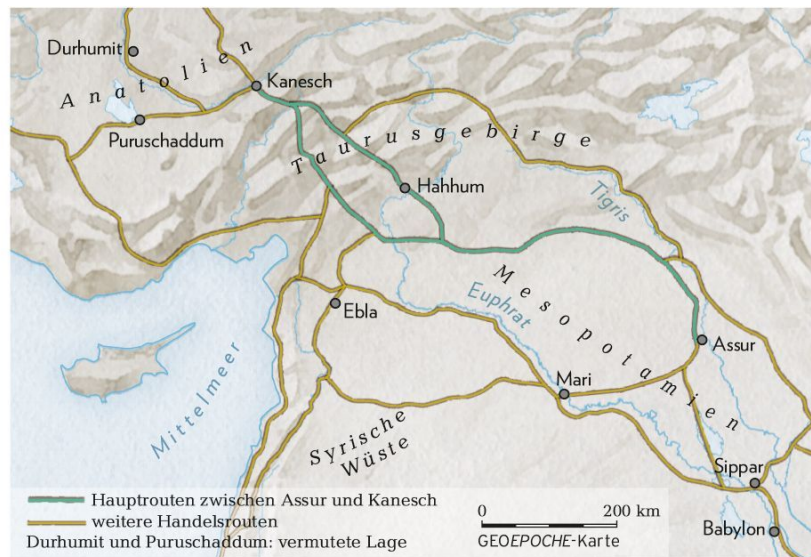 Durhumit
Anatolien
Kanesch
Puruschaddum
Taurusgebirge
Hahhum
Tigris
Mesopotamien
Euphrat
Ebla
Assur
Mari
Mittelmeer
Syrische
Wüste
Sippar
Babylon
Hauptrouten zwischen Assur und Kanesch
weitere Handelsrouten
Durhumit und Puruschaddum: vermutete Lage
0 200 km
GEOEPOCHE-Karte